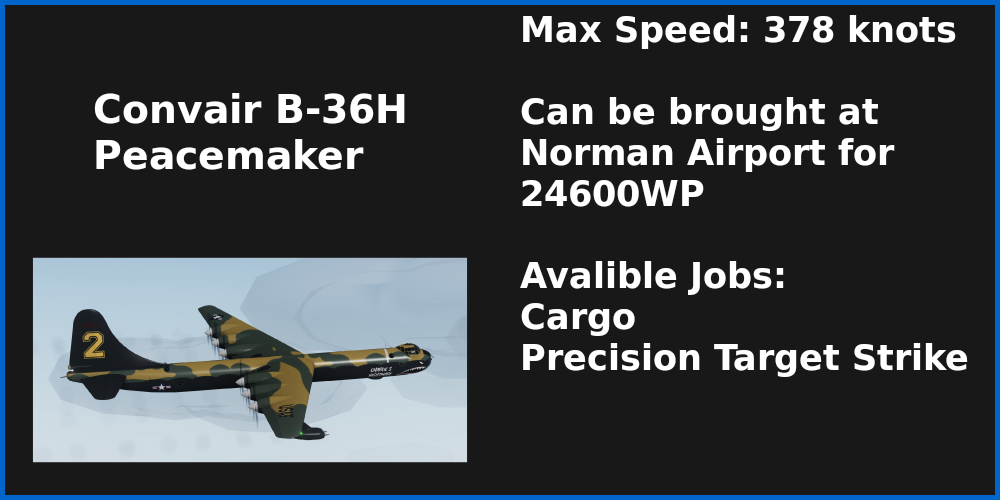 Convair B-36H
Peacemaker
2
Max Speed: 378 knots
Can be brought at
Norman Airport for
24600WP
Avalible Jobs:
Cargo
Precision Target Strike